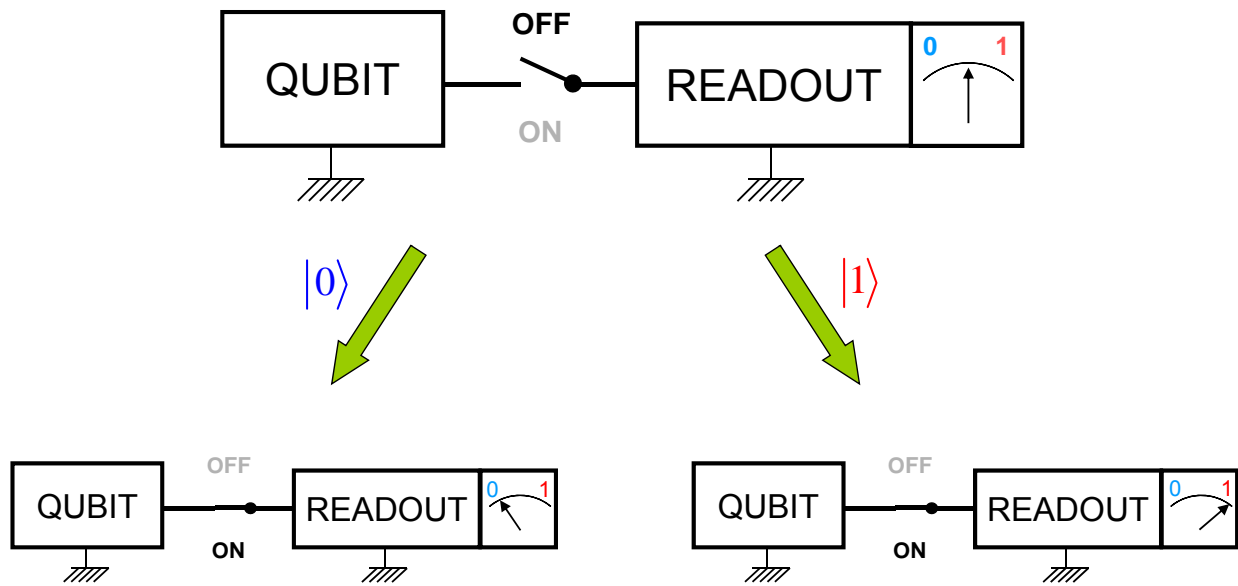 OFF
0 1
QUBIT
READOUT
ON
|0⟩
|1⟩
OFF
0 1
QUBIT
READOUT
ON
OFF
0 1
QUBIT
READOUT
ON